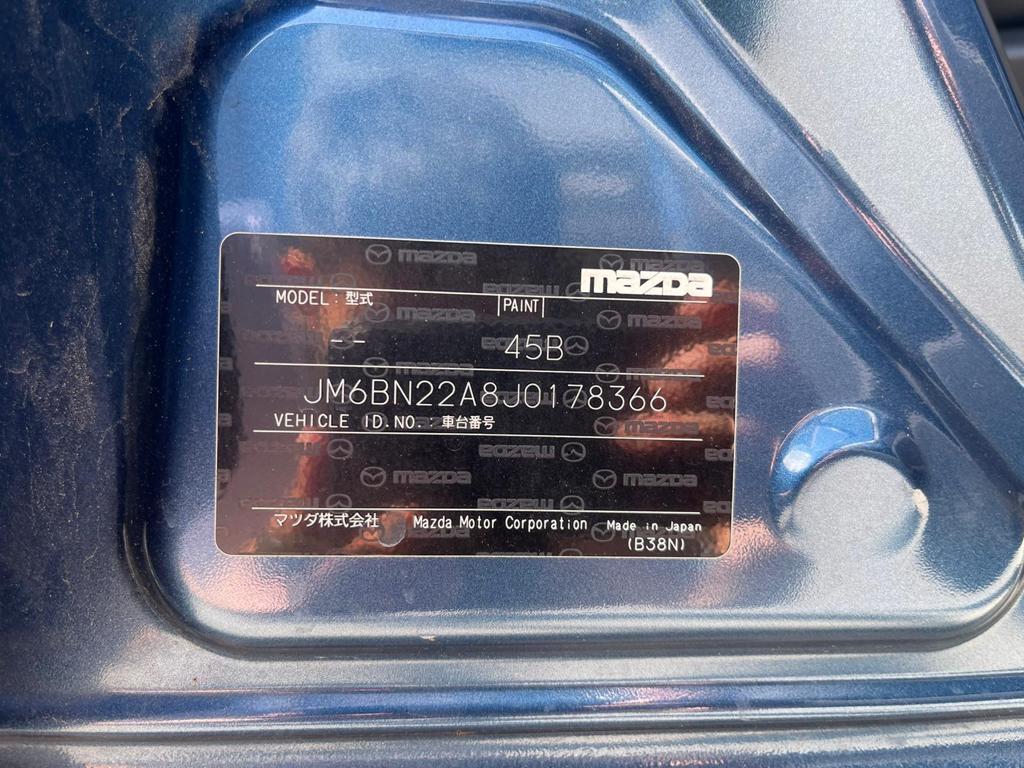 mazda
MODEL : 型式 PAINT
-- 45B
JM6BN22A8J0178366
VEHICLE ID.NO. : 車台番号
マツダ株式会社 Mazda Motor Corporation Made in Japan
(B38N)